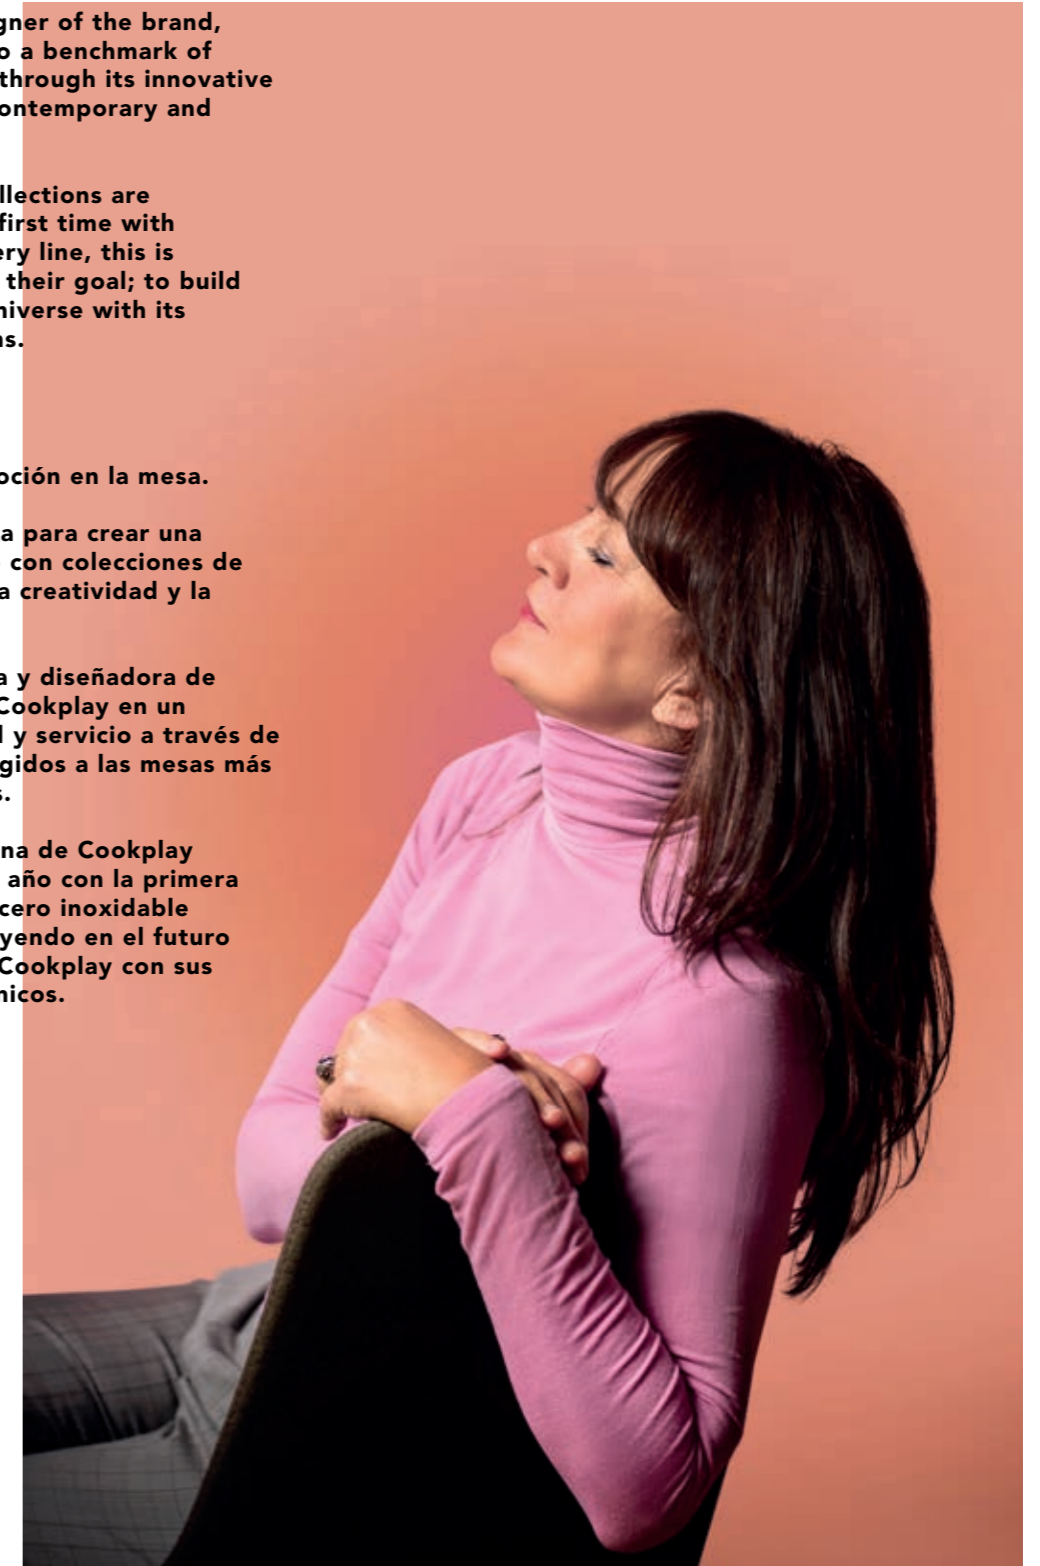 gner of the brand,
o a benchmark of
through its innovative
ontemporary and
llections are
first time with
ery line, this is
their goal; to build
niverse with its
ns.
oción en la mesa.
a para crear una
con colecciones de
a creatividad y la
a y diseñadora de
Cookplay en un
l y servicio a través de
gidos a las mesas más
s.
na de Cookplay
año con la primera
cero inoxidable
yendo en el futuro
Cookplay con sus
nicos.